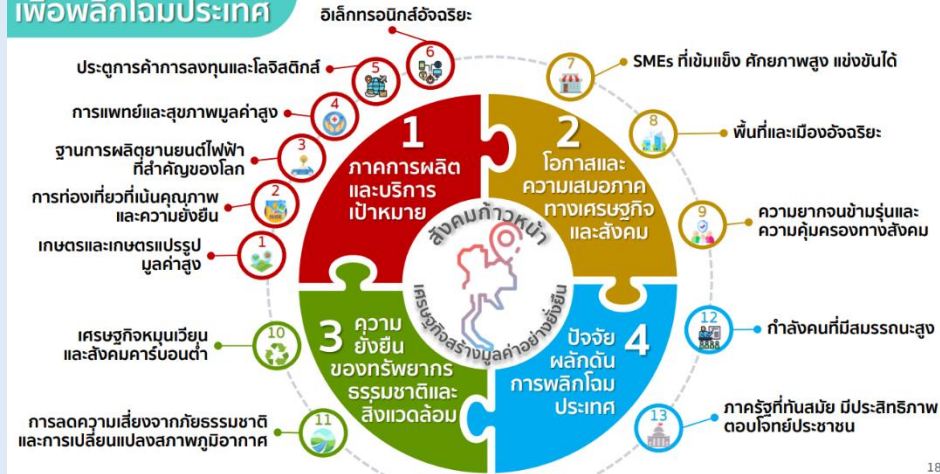 เพื่อพลิกโฉมประเทศ
อิเล็กทรอนิกส์อัจฉริยะ
6
ประตูการค้าการลงทุนและโลจิสติกส์
5
การแพทย์และสุขภาพมูลค่าสูง
4
ฐานการผลิตยานยนต์ไฟฟ้า
ที่สำคัญของโลก
3
การท่องเที่ยวที่เน้นคุณภาพ
และความยั่งยืน
2
เกษตรและเกษตรแปรรูป
มูลค่าสูง
1
1
ภาคการผลิต
และบริการ
เป้าหมาย
2
โอกาสและ
ความเสมอภาค
ทางเศรษฐกิจ
และสังคม
7
SMEs ที่เข้มแข็ง ศักยภาพสูง แข่งขันได้
8
พื้นที่และเมืองอัจฉริยะ
9
ความยากจนข้ามรุ่นและ
ความคุ้มครองทางสังคม
สังคมก้าวหน้า
เศรษฐกิจสร้างมูลค่าอย่างยั่งยืน
3
ความ
ยั่งยืน
ของทรัพยากร
ธรรมชาติและ
สิ่งแวดล้อม
10
เศรษฐกิจหมุนเวียน
และสังคมคาร์บอนต่ำ
11
การลดความเสี่ยงจากภัยธรรมชาติ
และการเปลี่ยนแปลงสภาพภูมิอากาศ
4
ปัจจัย
ผลักดัน
การพลิกโฉม
ประเทศ
12
กำลังคนที่มีสมรรถนะสูง
13
ภาครัฐที่ทันสมัย มีประสิทธิภาพ
ตอบโจทย์ประชาชน
18